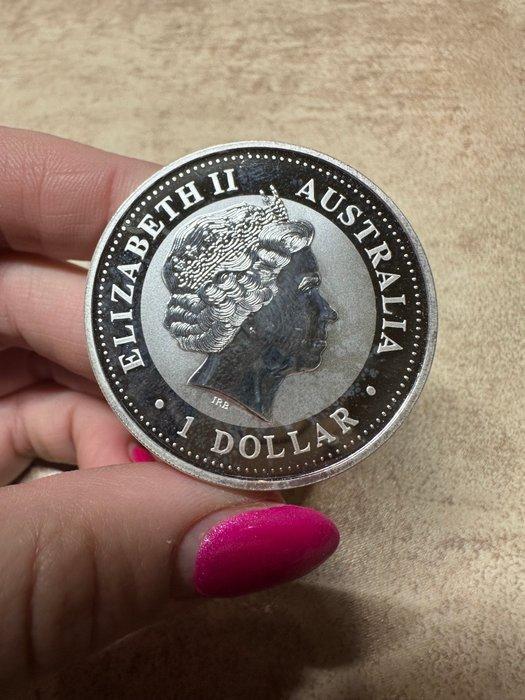 ELIZABETH II
AUSTRALIA
IRB
• 1 DOLLAR •